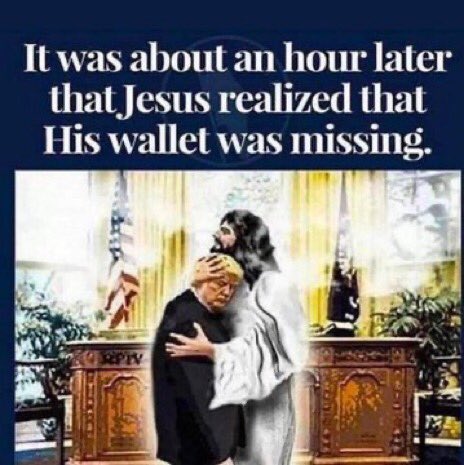 It was about an hour later
that Jesus realized that
His wallet was missing.